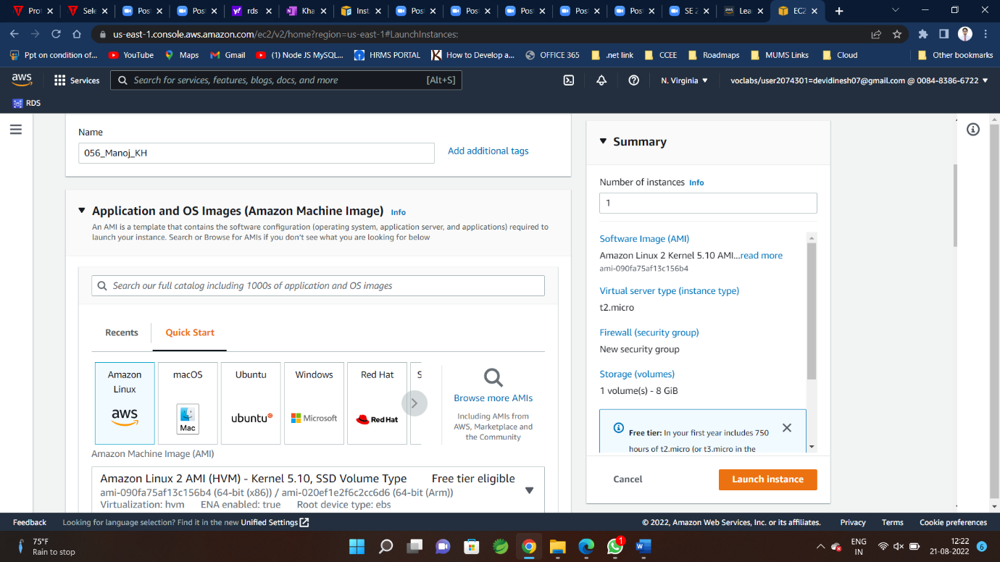 Pro
Sele
Post
Post
rds
Kha
Inst
Post
Post
Post
Post
Post
SE 2
Lea
EC2
us-east-1.console.aws.amazon.com/ec2/v2/home?region=us-east-1#LaunchInstances:
Ppt on condition of...
YouTube
Maps
Gmail
(1) Node JS MySQL...
HRMS PORTAL
How to Develop a...
OFFICE 365
.net link
CCEE
Roadmaps
MUMS Links
Cloud
Other bookmarks
aws
Services
Search for services, features, blogs, docs, and more
[Alt+S]
N. Virginia
voclabs/user2074301=devidinesh07@gmail.com @ 0084-8386-6722
RDS
Name
056_Manoj_KH
Add additional tags
Application and OS Images (Amazon Machine Image) Info
An AMI is a template that contains the software configuration (operating system, application server, and applications) required to
launch your instance. Search or Browse for AMIs if you don't see what you are looking for below
Search our full catalog including 1000s of application and OS images
Recents
Quick Start
Amazon
Linux
aws
macOS
Mac
Ubuntu
ubuntu
Windows
Microsoft
Red Hat
Red Hat
S
Browse more AMIs
Including AMIs from
AWS, Marketplace and
the Community
Amazon Machine Image (AMI)
Amazon Linux 2 AMI (HVM) - Kernel 5.10, SSD Volume Type
Free tier eligible
ami-090fa75af13c156b4 (64-bit (x86)) / ami-020ef1e2f6c2cc6d6 (64-bit (Arm))
Virtualization: hvm ENA enabled: true Root device type: ebs
Summary
Number of instances Info
1
Software Image (AMI)
Amazon Linux 2 Kernel 5.10 AMI...read more
ami-090fa75af13c156b4
Virtual server type (instance type)
t2.micro
Firewall (security group)
New security group
Storage (volumes)
1 volume(s) - 8 GiB
Free tier: In your first year includes 750
hours of t2.micro (or t3.micro in the
Cancel
Launch instance
Feedback
Looking for language selection? Find it in the new Unified Settings
© 2022, Amazon Web Services, Inc. or its affiliates.
Privacy
Terms
Cookie preferences
75°F
Rain to stop
1
ENG
IN
12:22
21-08-2022
6